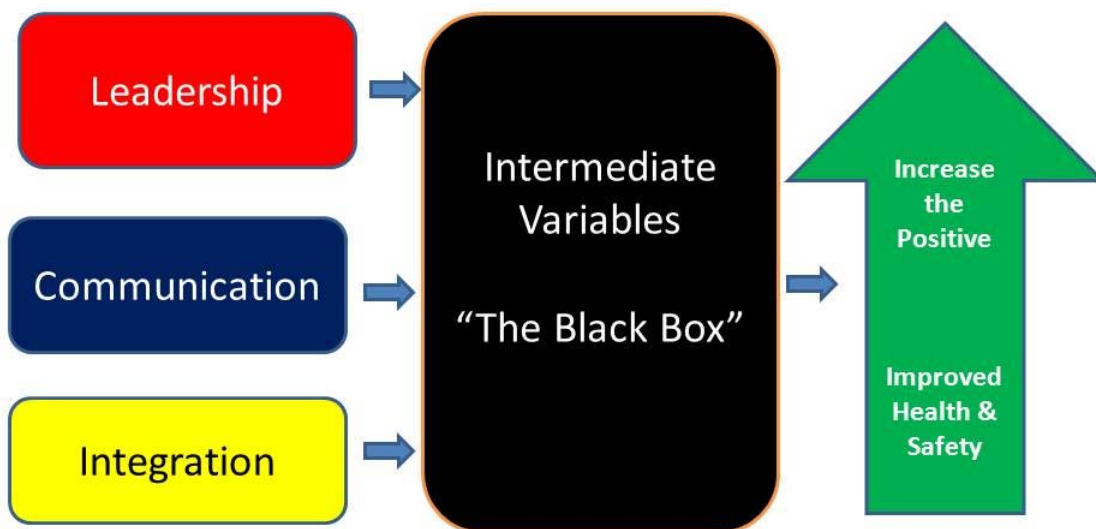 Leadership
Communication
Integration
Intermediate
Variables
“The Black Box”
Increase
the
Positive
Improved
Health &
Safety